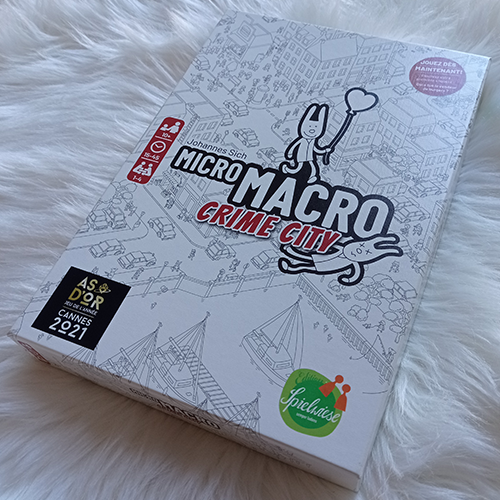 JOUEZ DÈS
MAINTENANT!
10+
15-45
1-4
Johannes Sich
MICRO MACRO
CRIME CITY
AS
D'OR
JEU DE L'ANNÉE
CANNES
2021
Spielwiese